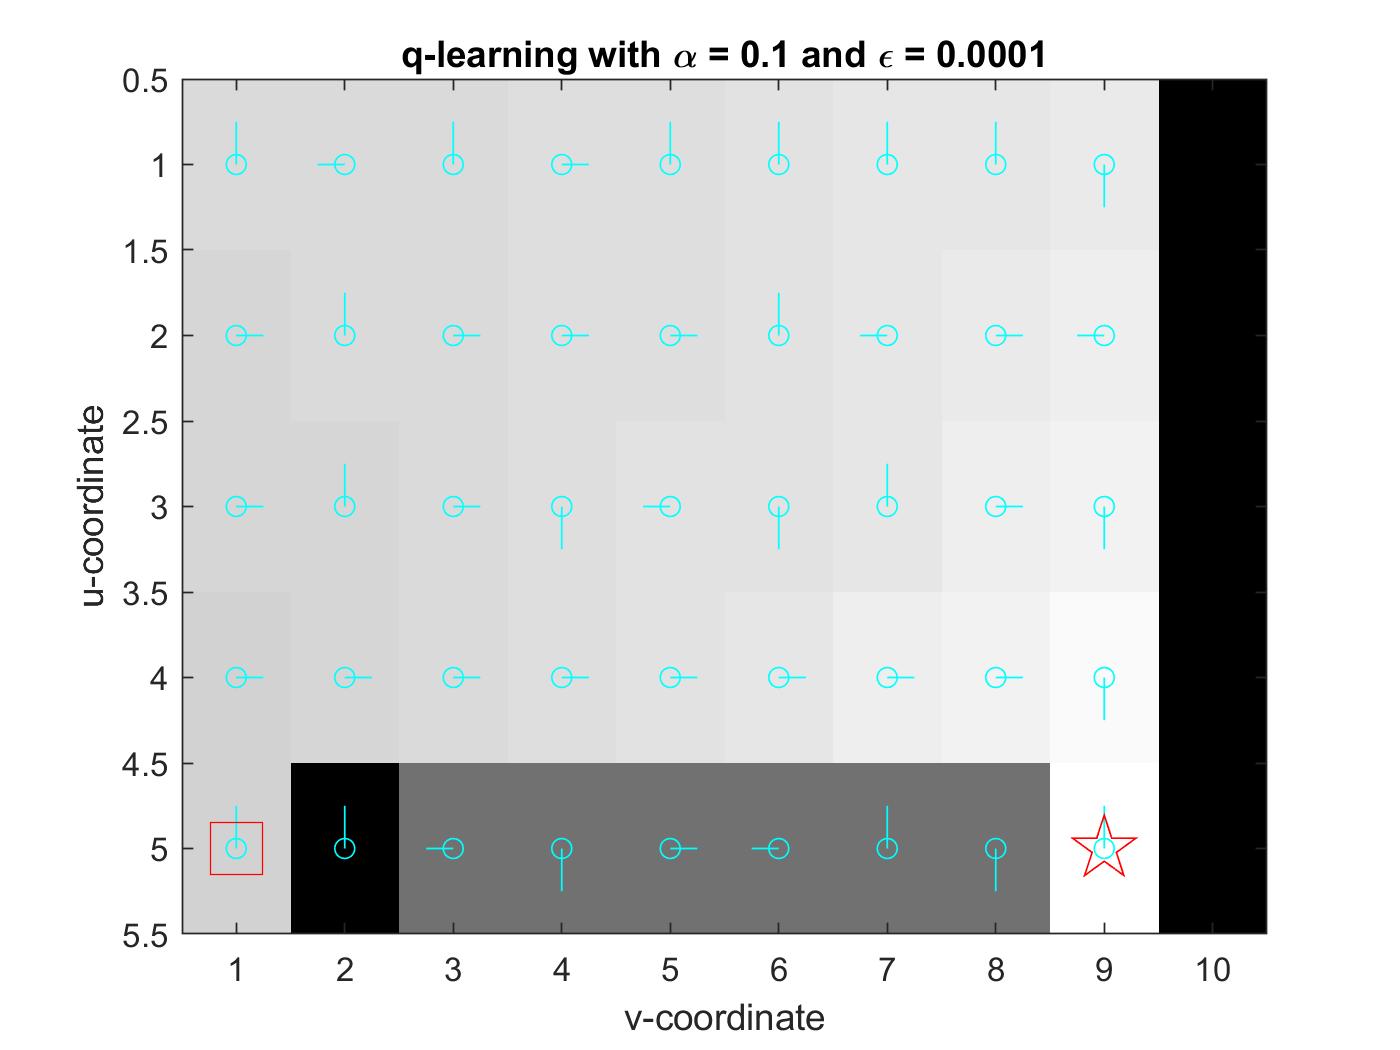 q-learning with α = 0.1 and ϵ = 0.0001
0.5
1
1.5
2
2.5
3
3.5
4
4.5
5
5.5
u-coordinate
1 2 3 4 5 6 7 8 9 10
v-coordinate